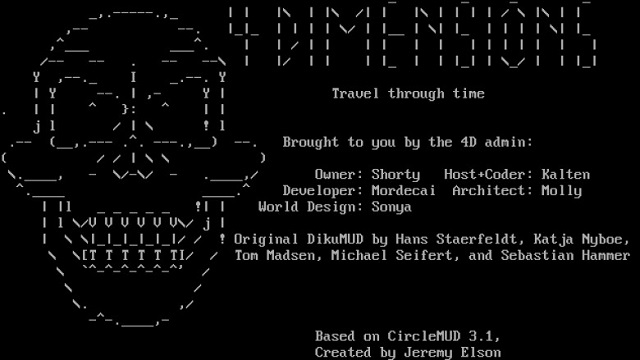 4 DIMENSIONS
Travel through time
Brought to you by the 4D admin:
Owner: Shorty Host+Coder: Kalten
Developer: Mordecai Architect: Molly
World Design: Sonya
Original DikuMUD by Hans Staerfeldt, Katja Nyboe,
Tom Madsen, Michael Seifert, and Sebastian Hammer
Based on CircleMUD 3.1,
Created by Jeremy Elson